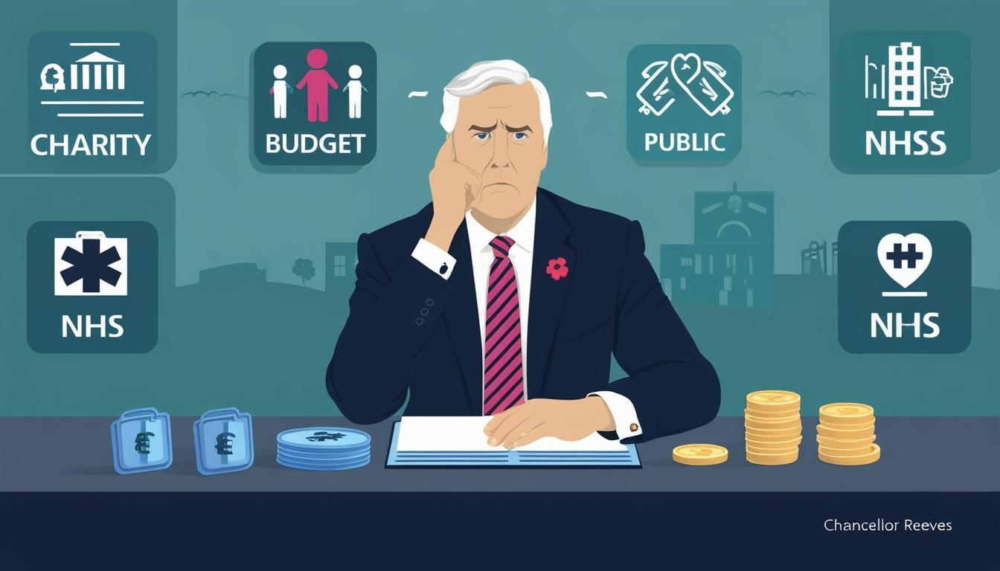 CHARITY
BUDGET
PUBLIC
NHSS
NHS
NHS
£
Chancellor Reeves